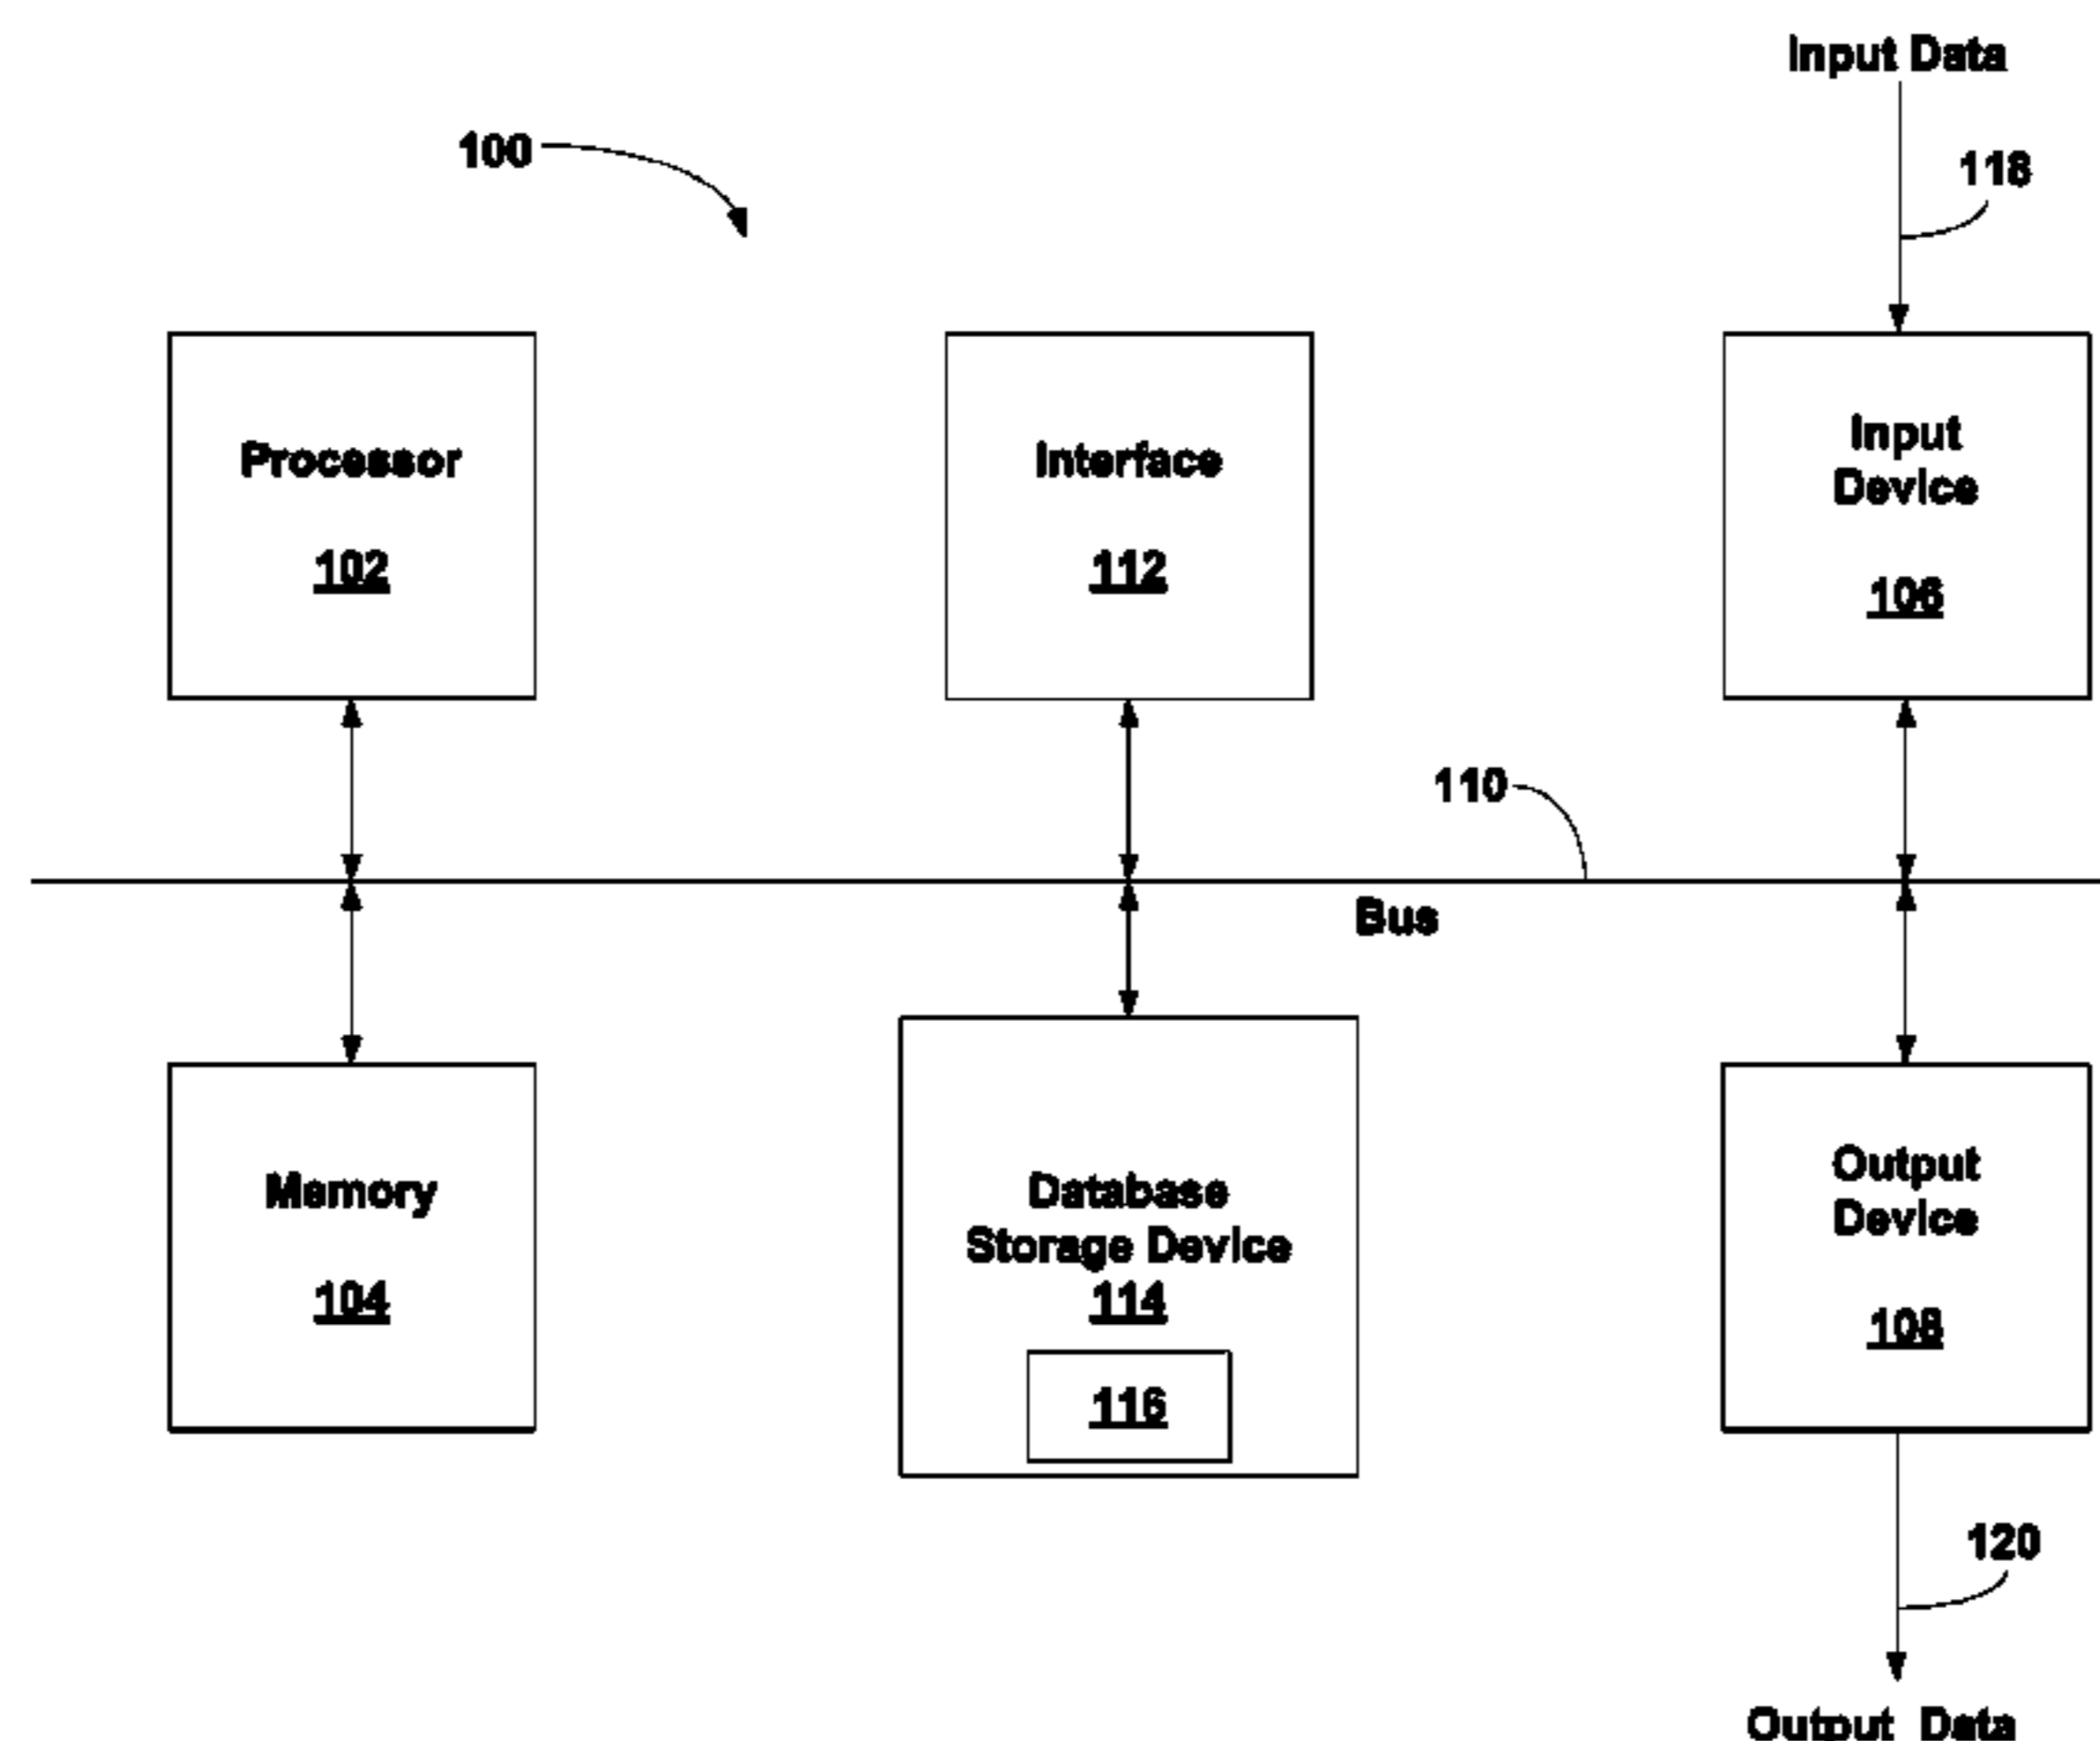 Input Data
100
118
Processor
102
Interface
112
Input
Device
106
110
Bus
Memory
104
Database
Storage Device
114
116
Output
Device
108
120
Output Data